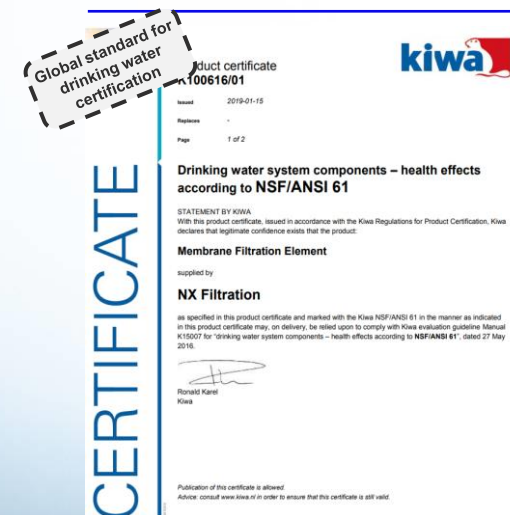 Global standard for
drinking water
certification
kiwa
duct certificate
K100616/01
Issued 2019-01-15
Replaces -
Page 1 of 2
CERTIFICATE
Drinking water system components – health effects
according to NSF/ANSI 61
STATEMENT BY KIWA
With this product certificate, issued in accordance with the Kiwa Regulations for Product Certification, Kiwa
declares that legitimate confidence exists that the product:
Membrane Filtration Element
supplied by
NX Filtration
as specified in this product certificate and marked with the Kiwa NSF/ANSI 61 in the manner as indicated
in this product certificate may, on delivery, be relied upon to comply with Kiwa evaluation guideline Manual
K15007 for "drinking water system components – health effects according to NSF/ANSI 61", dated 27 May
2016.
Ronald Karel
Kiwa
Publication of this certificate is allowed.
Advice: consult www.kiwa.nl in order to ensure that this certificate is still valid.